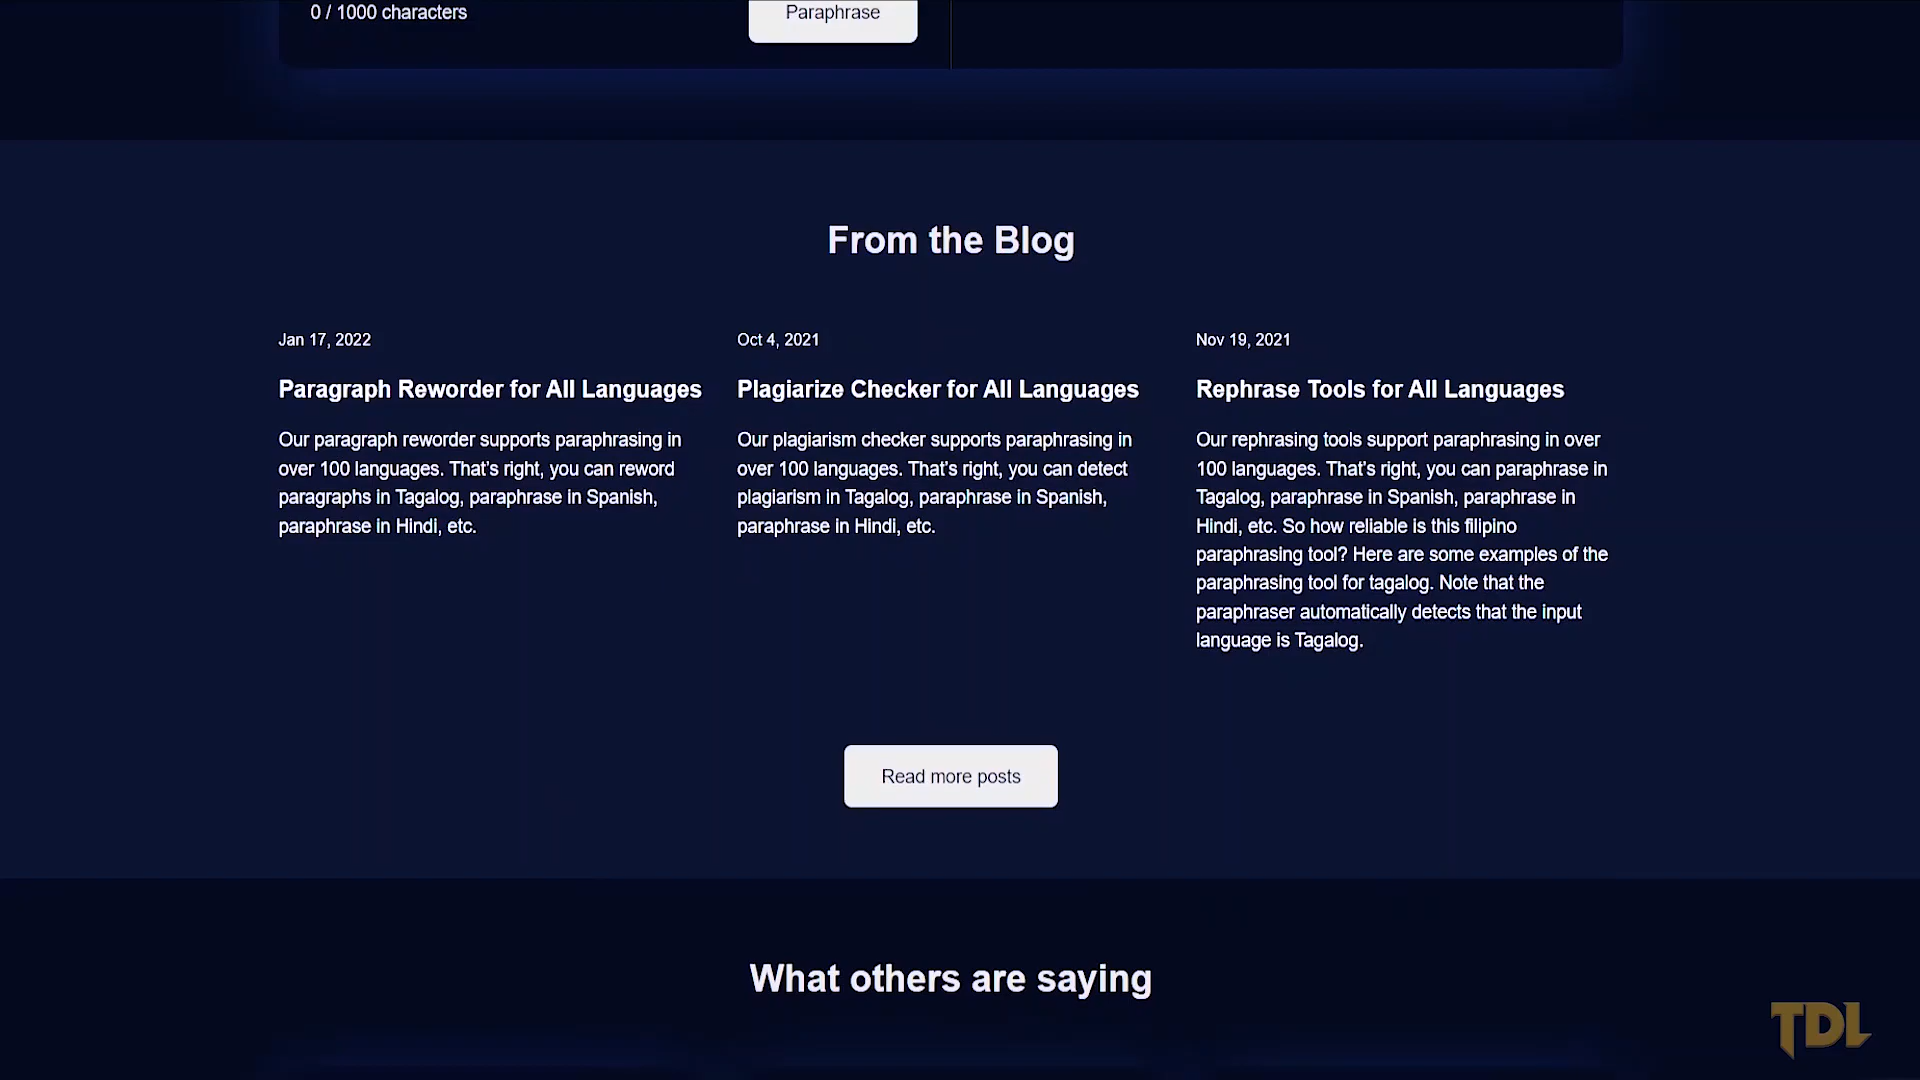 0 / 1000 characters
Paraphrase
From the Blog
Jan 17, 2022
Paragraph Reworder for All Languages
Our paragraph reworder supports paraphrasing in
over 100 languages. That's right, you can reword
paragraphs in Tagalog, paraphrase in Spanish,
paraphrase in Hindi, etc.
Oct 4, 2021
Plagiarize Checker for All Languages
Our plagiarism checker supports paraphrasing in
over 100 languages. That's right, you can detect
plagiarism in Tagalog, paraphrase in Spanish,
paraphrase in Hindi, etc.
Nov 19, 2021
Rephrase Tools for All Languages
Our rephrasing tools support paraphrasing in over
100 languages. That's right, you can paraphrase in
Tagalog, paraphrase in Spanish, paraphrase in
Hindi, etc. So how reliable is this filipino
paraphrasing tool? Here are some examples of the
paraphrasing tool for tagalog. Note that the
paraphraser automatically detects that the input
language is Tagalog.
Read more posts
What others are saying
TDL